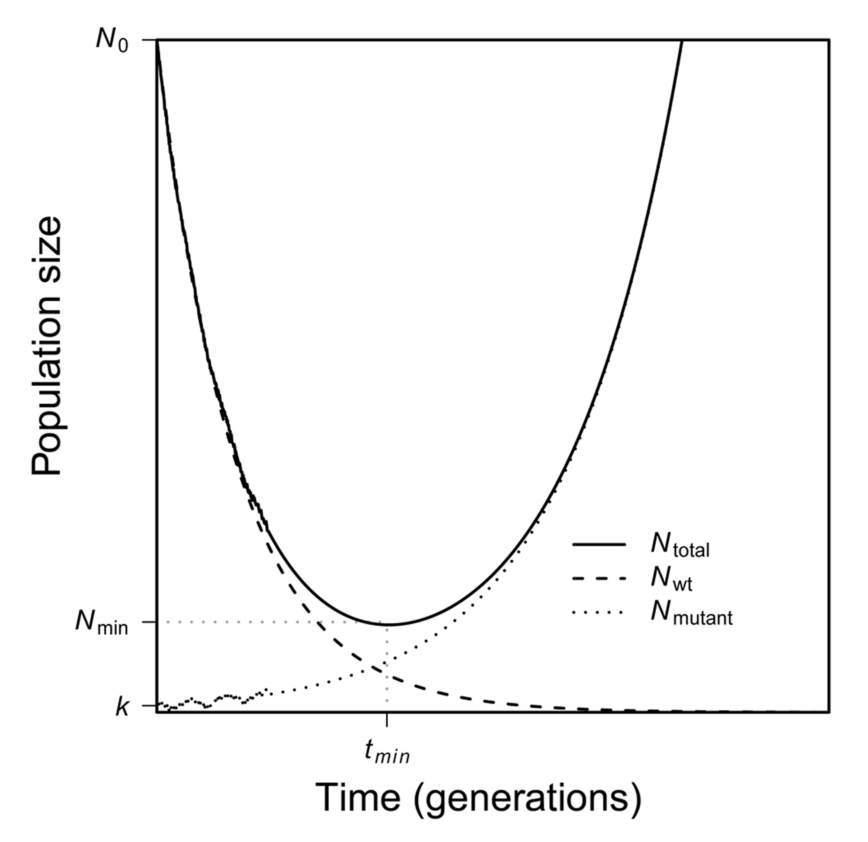 N0
Population size
Ntotal
Nwt
Nmutant
Nmin
k
tmin
Time (generations)